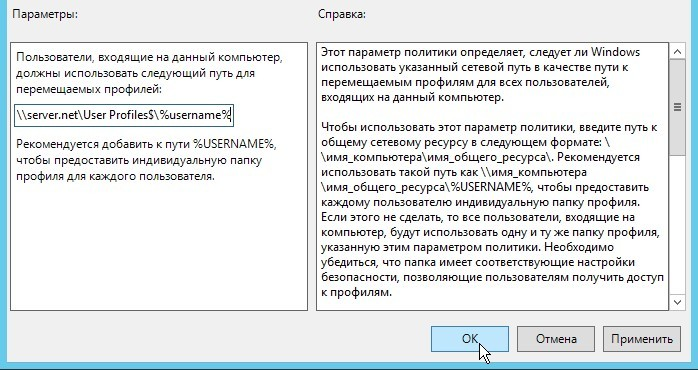 Параметры:
Справка:
Пользователи, входящие на данный компьютер,
должны использовать следующий путь для
перемещаемых профилей:
\\server.net\User Profiles$\%username%
Рекомендуется добавить к пути %USERNAME%,
чтобы предоставить индивидуальную папку
профиля для каждого пользователя.
Этот параметр политики определяет, следует ли Windows
использовать указанный сетевой путь в качестве пути к
перемещаемым профилям для всех пользователей,
входящих на данный компьютер.
Чтобы использовать этот параметр политики, введите путь к
общему сетевому ресурсу в следующем формате: \
\имя_компьютера\имя_общего_ресурса\. Рекомендуется
использовать такой путь как \\имя_компьютера
\имя_общего_ресурса\%USERNAME%, чтобы предоставить
каждому пользователю индивидуальную папку профиля.
Если этого не сделать, то все пользователи, входящие на
компьютер, будут использовать одну и ту же папку профиля,
указанную этим параметром политики. Необходимо
убедиться, что папка имеет соответствующие настройки
безопасности, позволяющие пользователям получить доступ
к профилям.
ОК
Отмена
Применить